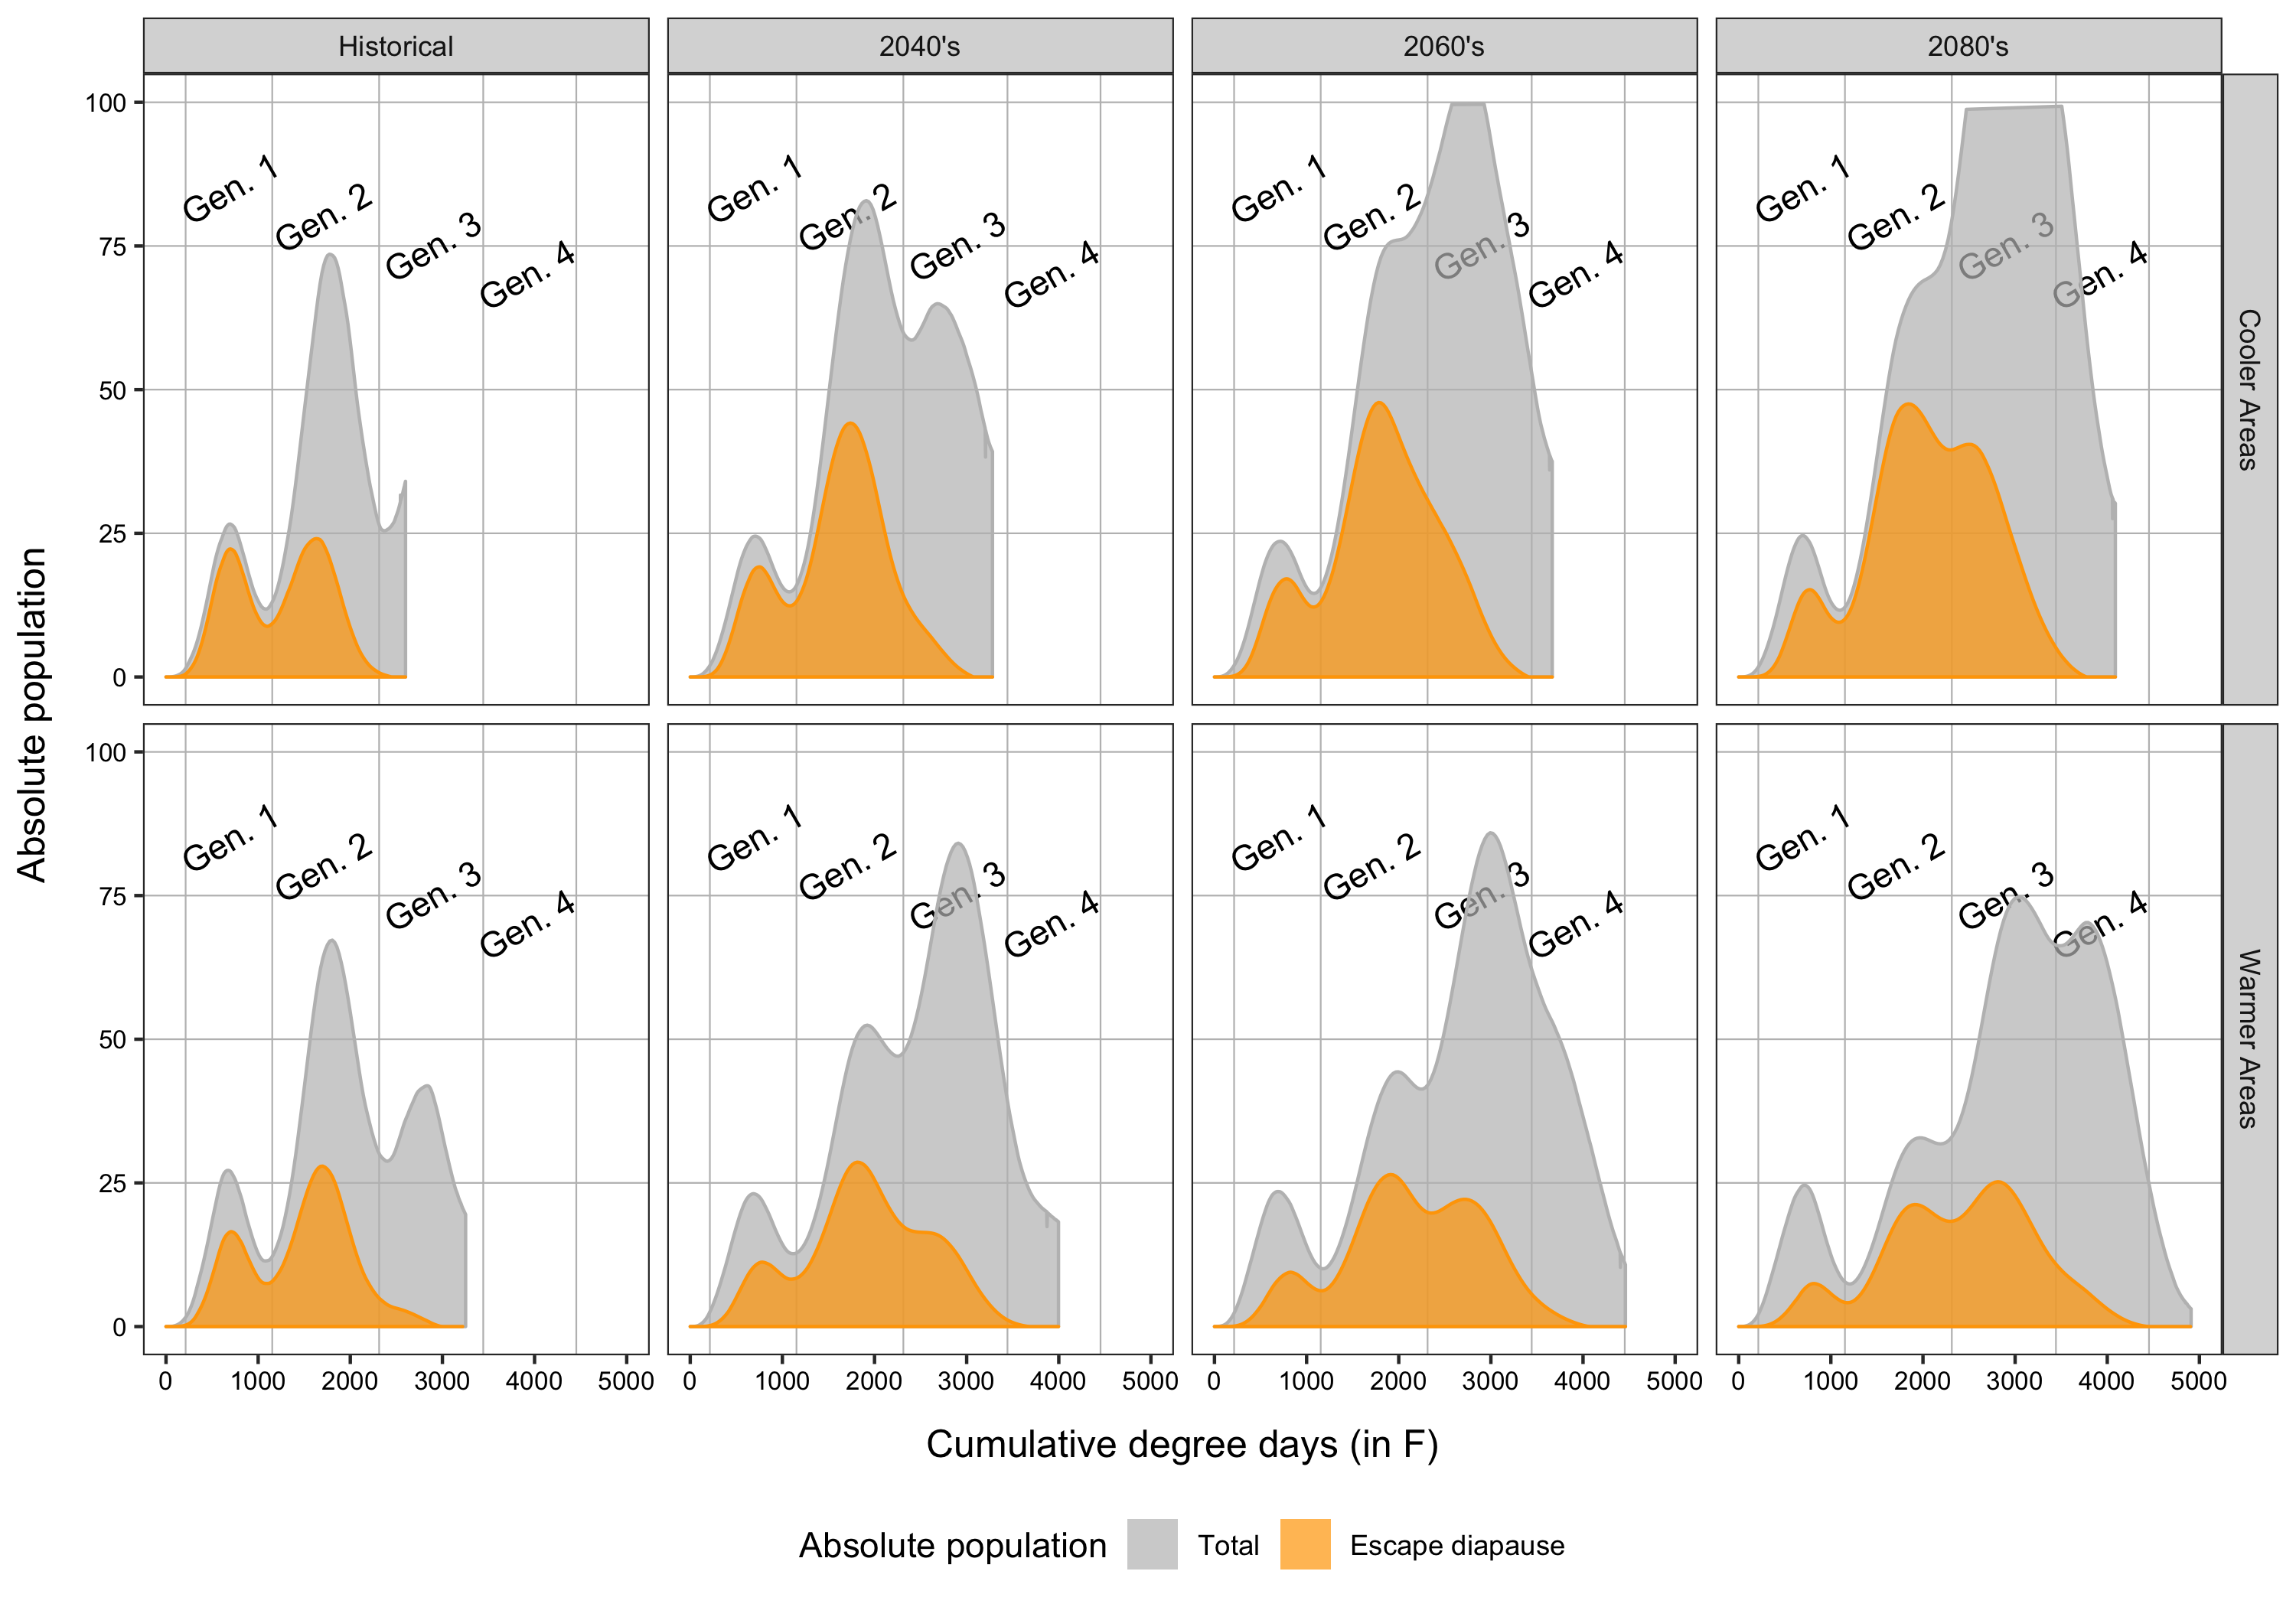 Historical
2040's
2060's
2080's
Absolute population
100
75
50
25
0
Gen. 1
Gen. 2
Gen. 3
Gen. 4
Gen. 1
Gen. 2
Gen. 3
Gen. 4
Gen. 1
Gen. 2
Gen. 3
Gen. 4
Gen. 1
Gen. 2
Gen. 3
Gen. 4
Cooler Areas
100
75
50
25
0
Gen. 1
Gen. 2
Gen. 3
Gen. 4
Gen. 1
Gen. 2
Gen. 3
Gen. 4
Gen. 1
Gen. 2
Gen. 3
Gen. 4
Gen. 1
Gen. 2
Gen. 3
Gen. 4
Warmer Areas
0 1000 2000 3000 4000 5000
0 1000 2000 3000 4000 5000
0 1000 2000 3000 4000 5000
0 1000 2000 3000 4000 5000
Cumulative degree days (in F)
Absolute population Total Escape diapause